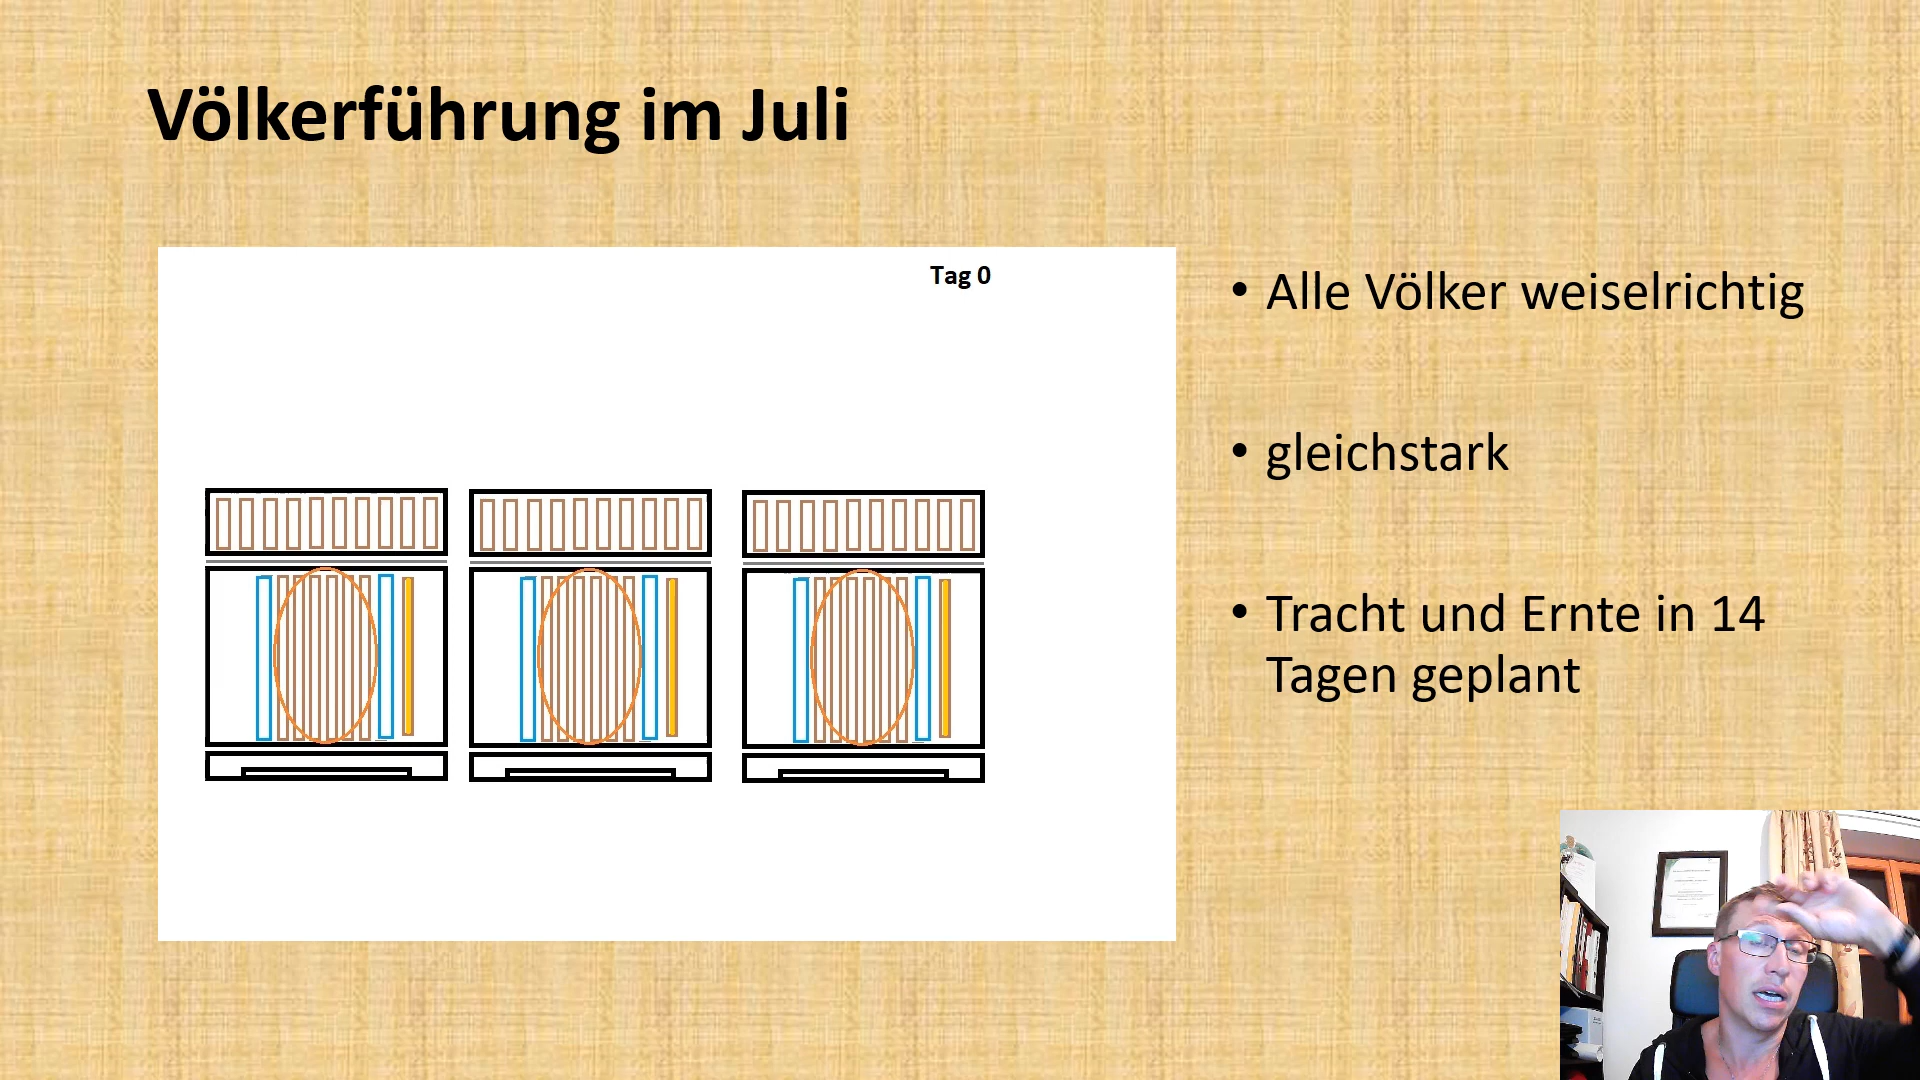 Völkerführung im Juli
Tag 0
• Alle Völker weiselrichtig
• gleichstark
• Tracht und Ernte in 14
Tagen geplant